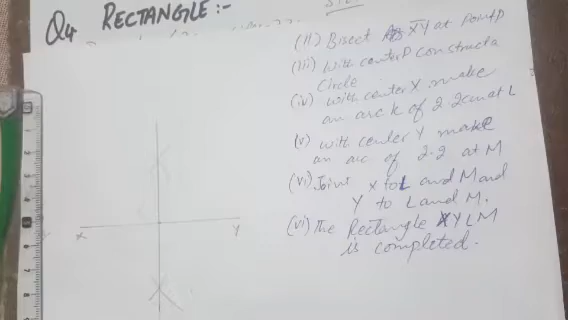 Q4 RECTANGLE:-
(II) Bisect XY at Point P
(iii) With center P Construct a
Circle
(iv) with center X make
an arc k of 2.2cm at L
(v) with center Y make
an arc of 2.2 at M
(vi) Joint X to L and M and
Y to L and M.
(vi) The Rectangle XYLM
is completed.
X
Y